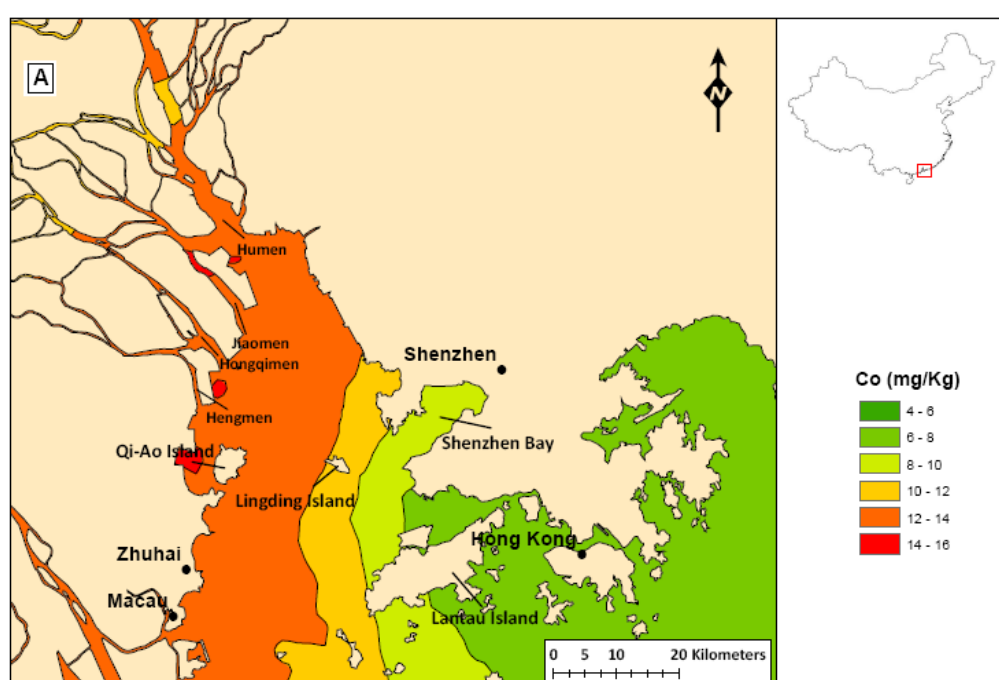 A
N
Humen
Jiaomen
Hongqimen
Hengmen
Shenzhen
Shenzhen Bay
Qi-Ao Island
Lingding Island
Zhuhai
Hong Kong
Macau
Lantau Island
0 5 10 20 Kilometers
Co (mg/Kg)
4 - 6
6 - 8
8 - 10
10 - 12
12 - 14
14 - 16